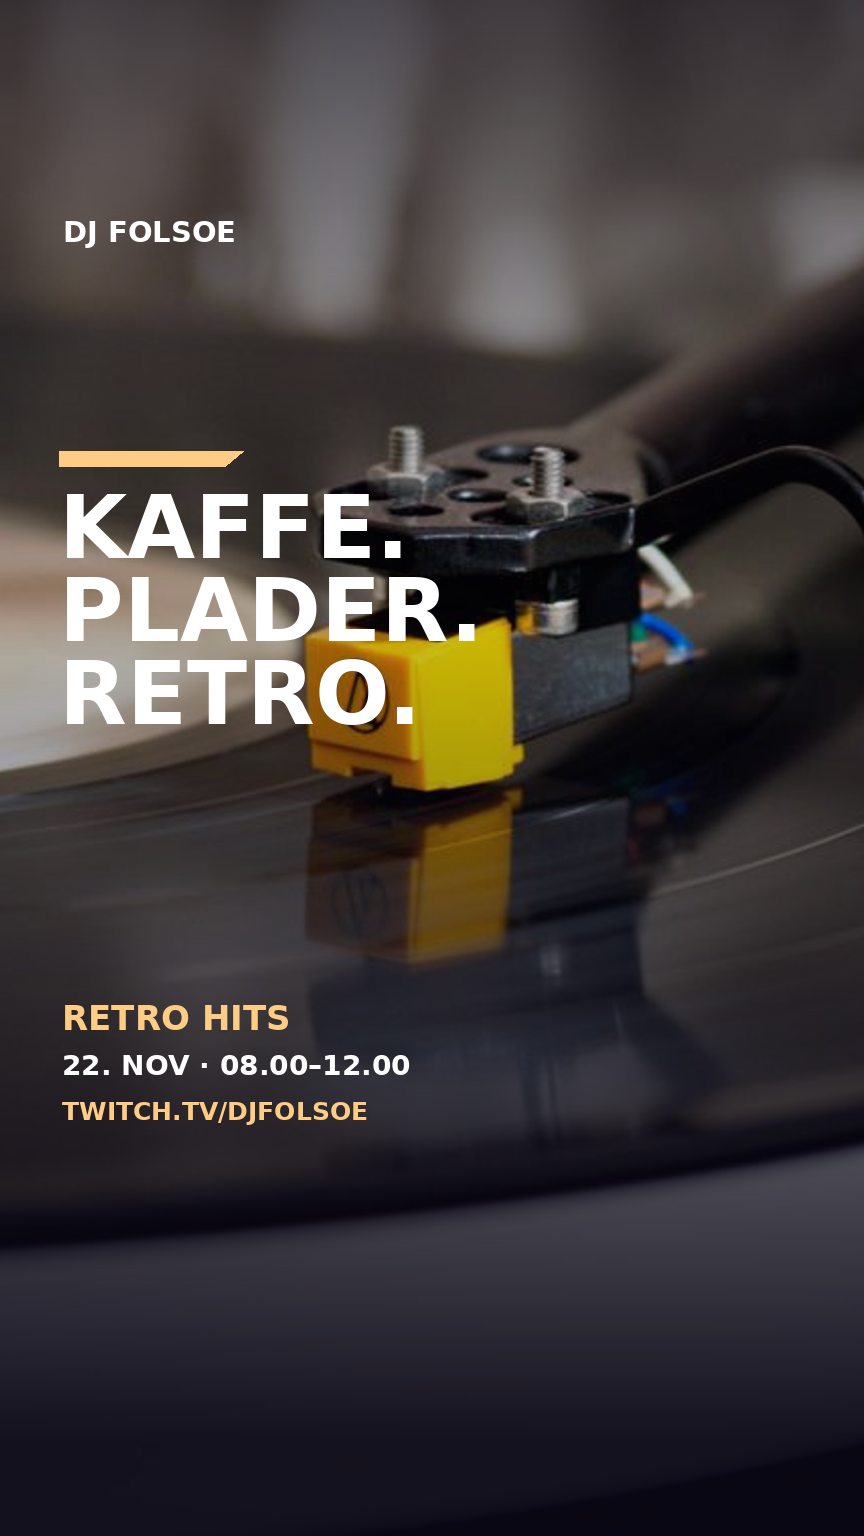 DJ FOLSOE
KAFFE.
PLADER.
RETRO.
RETRO HITS
22. NOV · 08.00–12.00
TWITCH.TV/DJFOLSOE